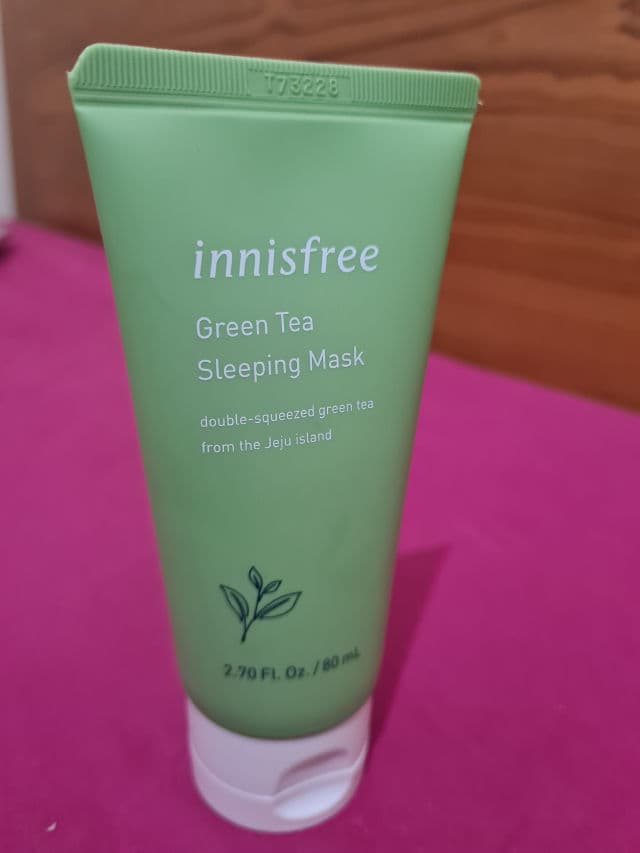 T73228
innisfree
Green Tea
Sleeping Mask
double-squeezed green tea
from the Jeju island
2.70 Fl. Oz. / 80 mL